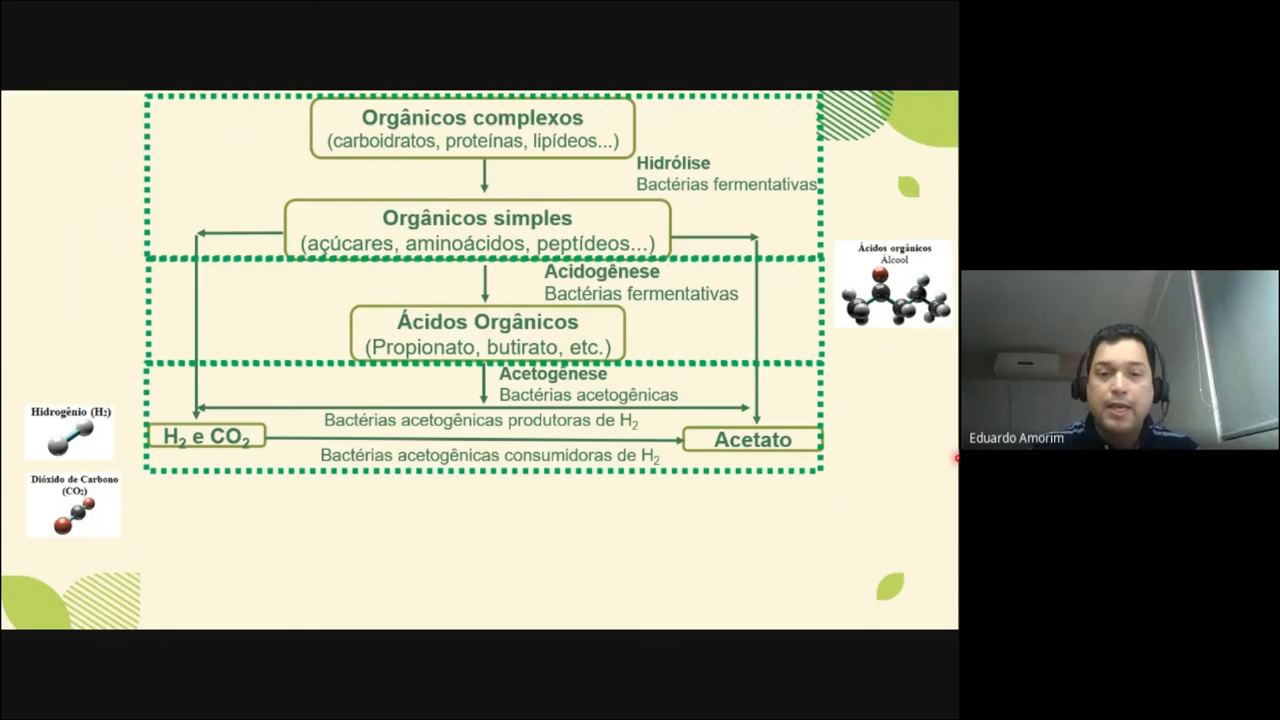 Orgânicos complexos
(carboidratos, proteínas, lipídeos...)
Hidrólise
Bactérias fermentativas
Orgânicos simples
(açúcares, aminoácidos, peptídeos...)
Acidogênese
Bactérias fermentativas
Ácidos Orgânicos
(Propionato, butirato, etc.)
Acetogênese
Bactérias acetogênicas
Bactérias acetogênicas produtoras de H₂
H₂ e CO₂
Acetato
Bactérias acetogênicas consumidoras de H₂
Ácidos orgânicos
Álcool
Hidrogênio (H₂)
Dióxido de Carbono
(CO₂)
Eduardo Amorim